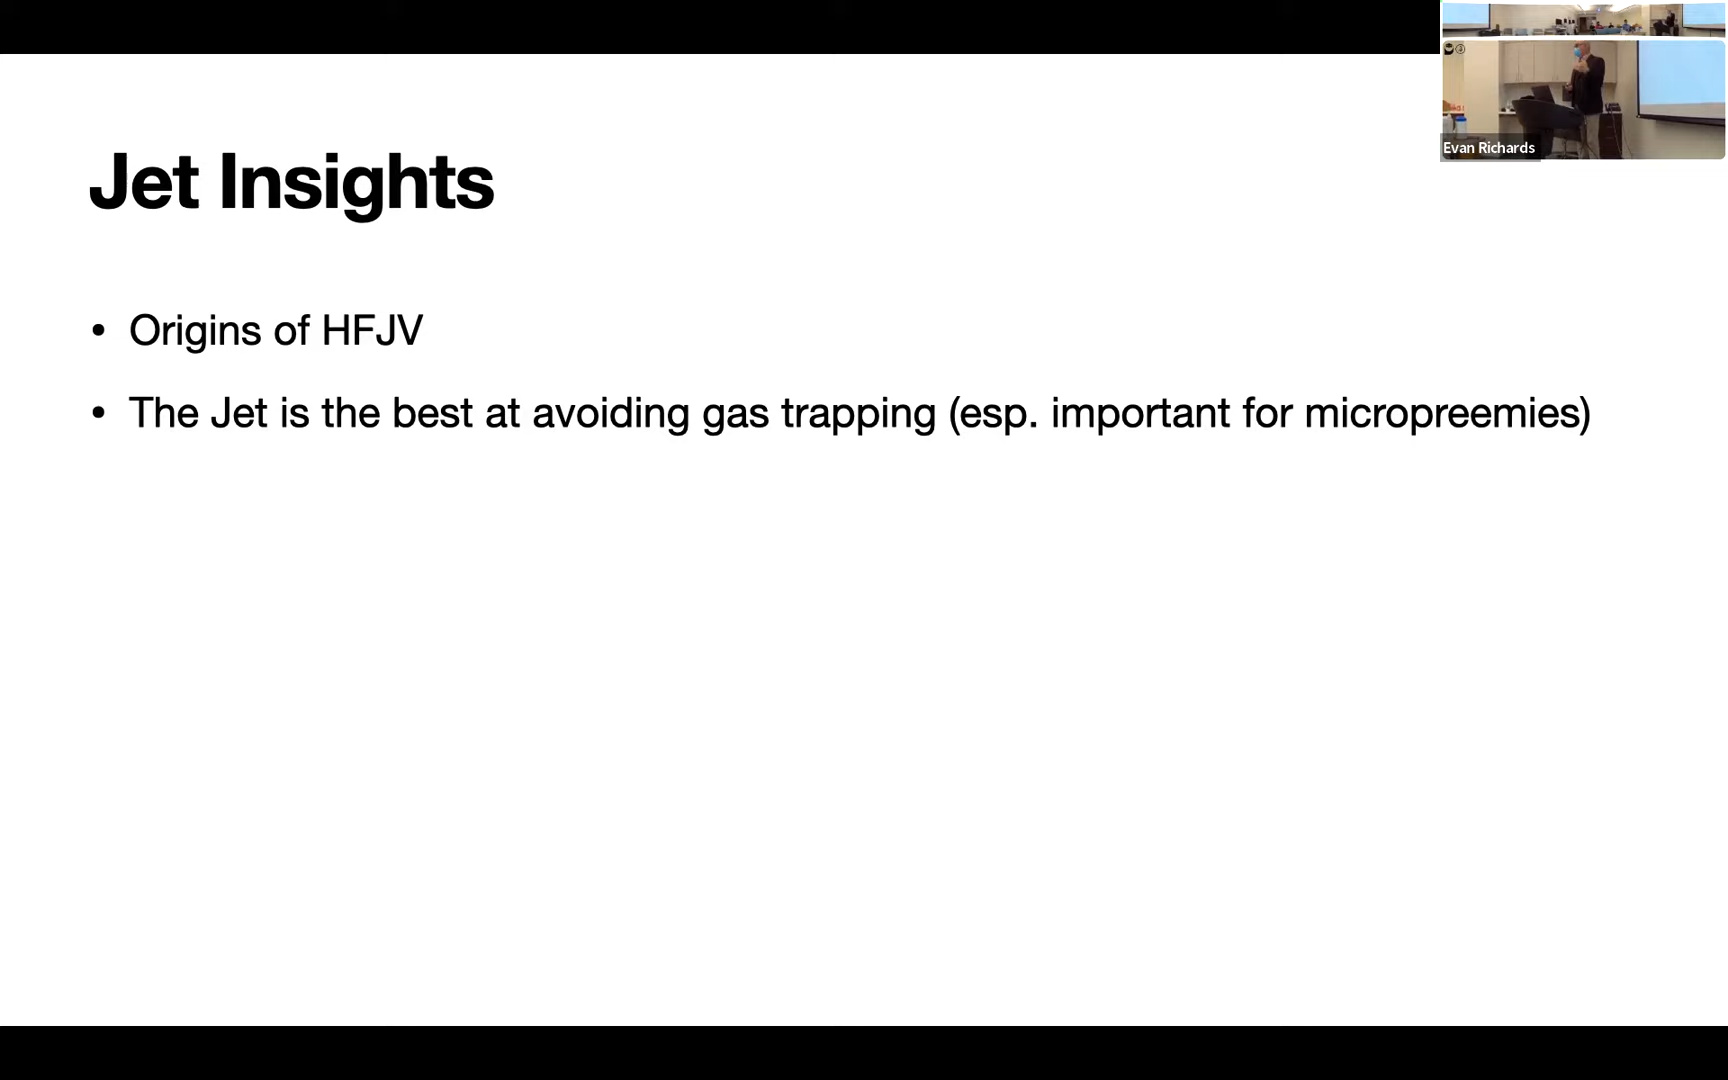 Jet Insights
• Origins of HFJV
• The Jet is the best at avoiding gas trapping (esp. important for micropreemies)
Evan Richards